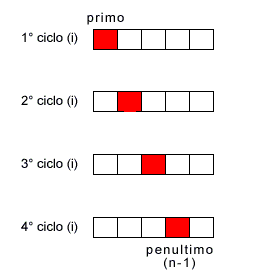 primo
1° ciclo (i)
2° ciclo (i)
3° ciclo (i)
4° ciclo (i)
penultimo
(n-1)